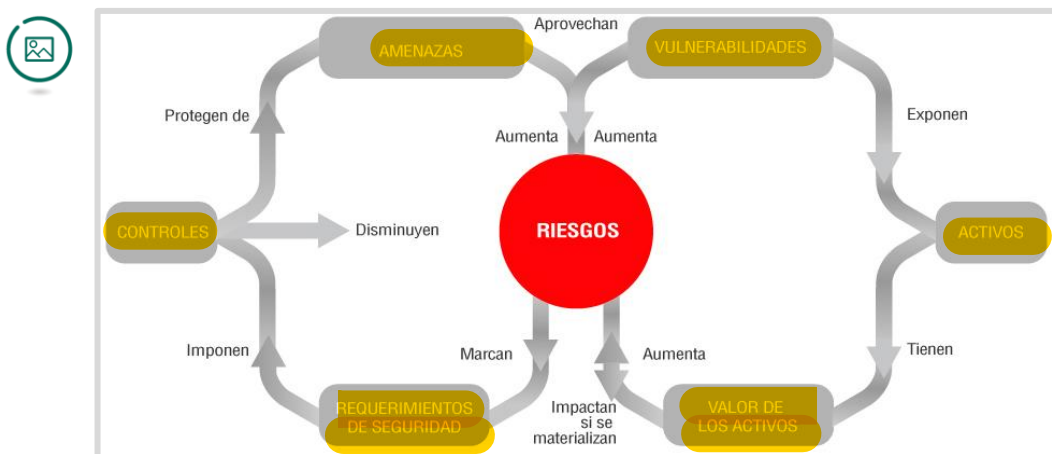 Aprovechan
AMENAZAS
VULNERABILIDADES
Protegen de
Aumenta
Aumenta
Exponen
CONTROLES
Disminuyen
RIESGOS
ACTIVOS
Imponen
Marcan
Aumenta
Tienen
REQUERIMIENTOS
DE SEGURIDAD
Impactan
si se
materializan
VALOR DE
LOS ACTIVOS